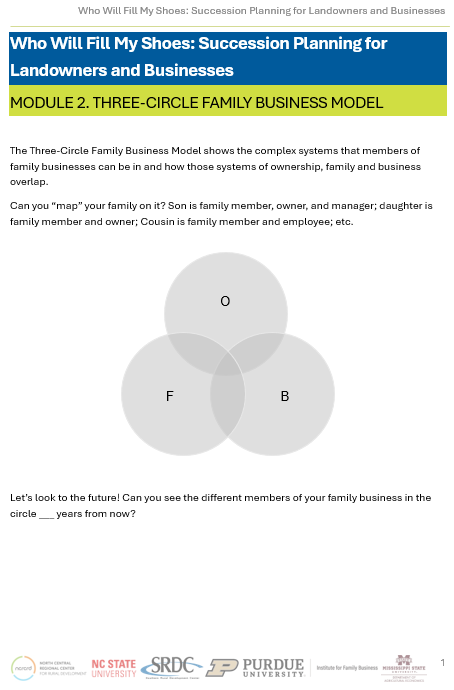 Who Will Fill My Shoes: Succession Planning for Landowners and Businesses
Who Will Fill My Shoes: Succession Planning for
Landowners and Businesses
MODULE 2. THREE-CIRCLE FAMILY BUSINESS MODEL
The Three-Circle Family Business Model shows the complex systems that members of
family businesses can be in and how those systems of ownership, family and business
overlap.
Can you “map” your family on it? Son is family member, owner, and manager; daughter is
family member and owner; Cousin is family member and employee; etc.
O
F
B
Let’s look to the future! Can you see the different members of your family business in the
circle ___ years from now?
ncrcrd
NORTH CENTRAL
REGIONAL CENTER
FOR RURAL DEVELOPMENT
NC STATE
UNIVERSITY
SRDC
PURDUE
UNIVERSITY
Institute for Family Business
MISSISSIPPI STATE
UNIVERSITY
DEPARTMENT OF
AGRICULTURAL ECONOMICS
1